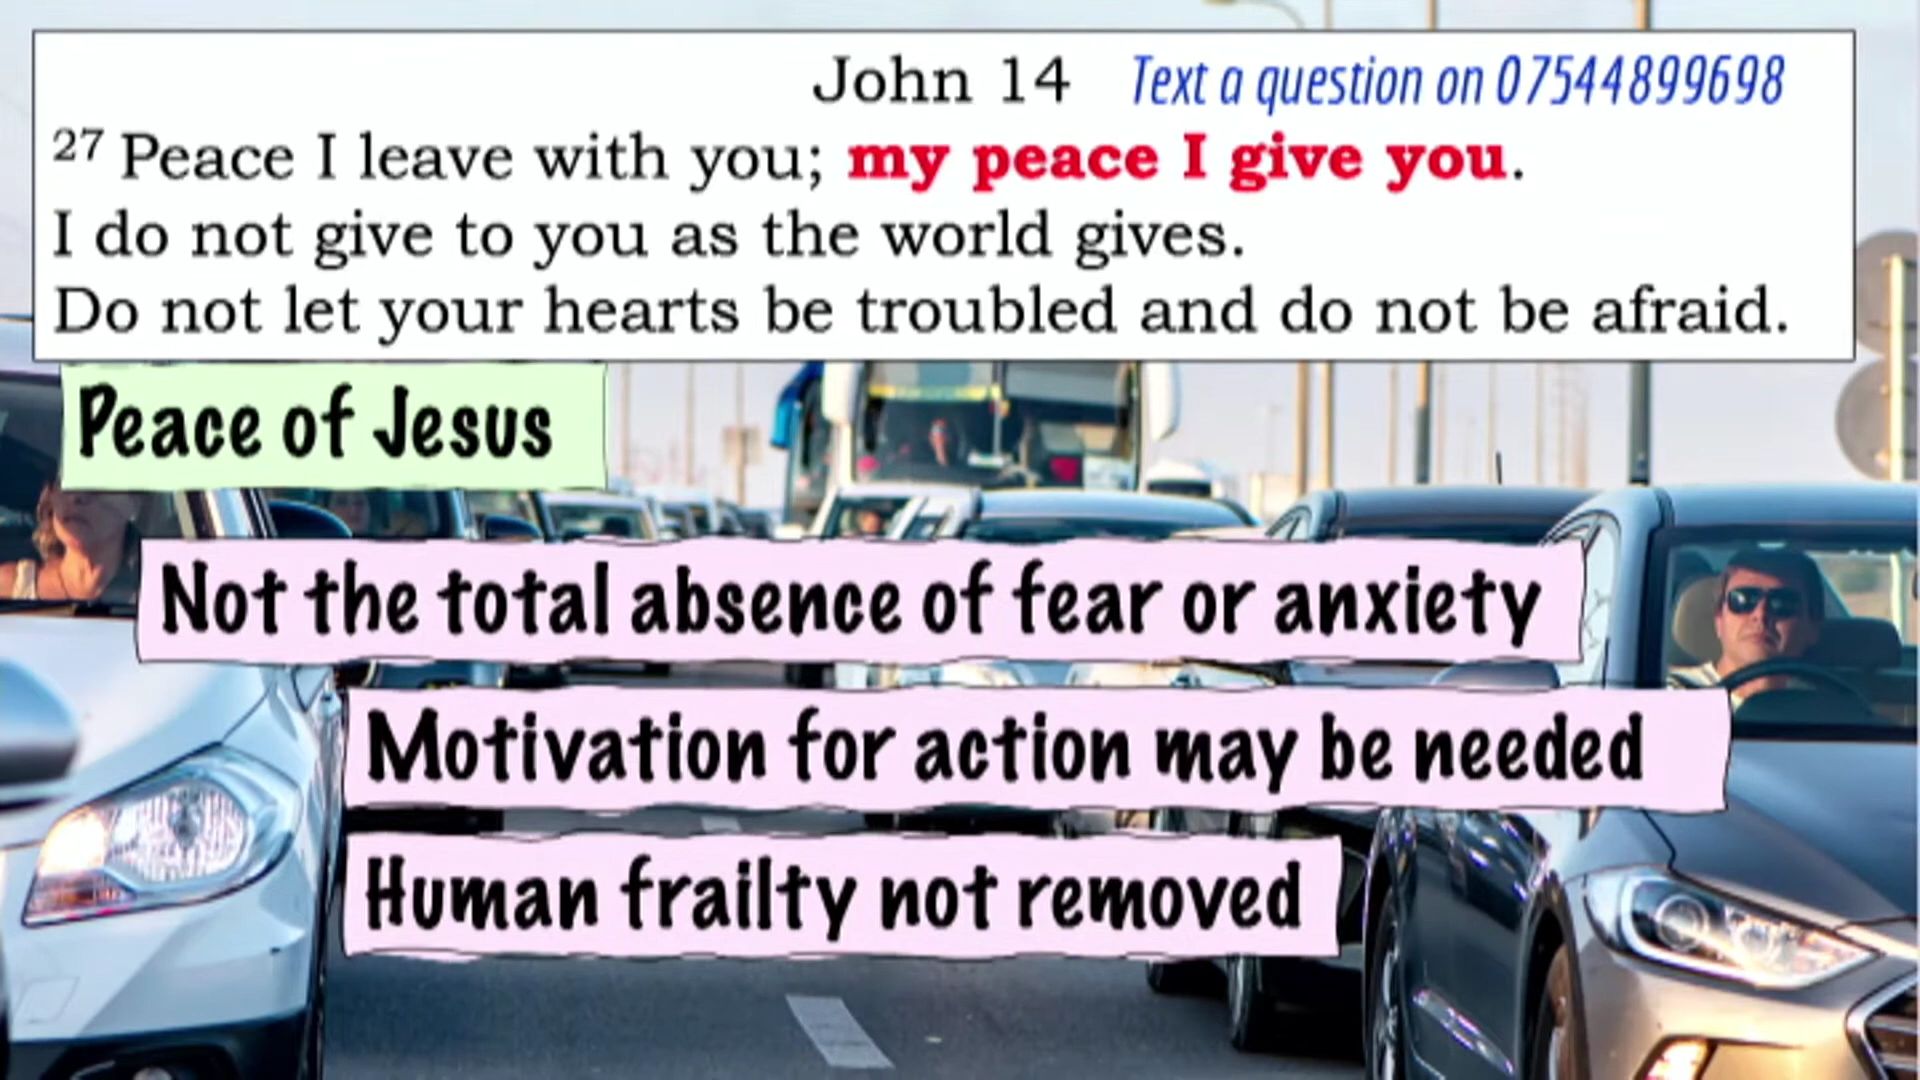 John 14 Text a question on 07544899698
27 Peace I leave with you; my peace I give you.
I do not give to you as the world gives.
Do not let your hearts be troubled and do not be afraid.
Peace of Jesus
Not the total absence of fear or anxiety
Motivation for action may be needed
Human frailty not removed